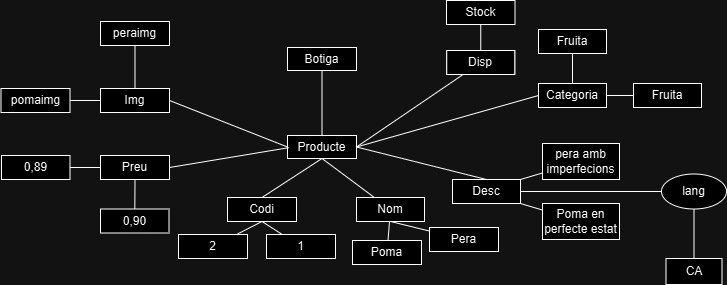 Stock
peraimg
Fruita
Botiga
Disp
pomaimg
Img
Categoria
Fruita
Producte
0,89
Preu
pera amb
imperfecions
Desc
lang
Codi
Nom
0,90
Poma en
perfecte estat
2
1
Poma
Pera
CA